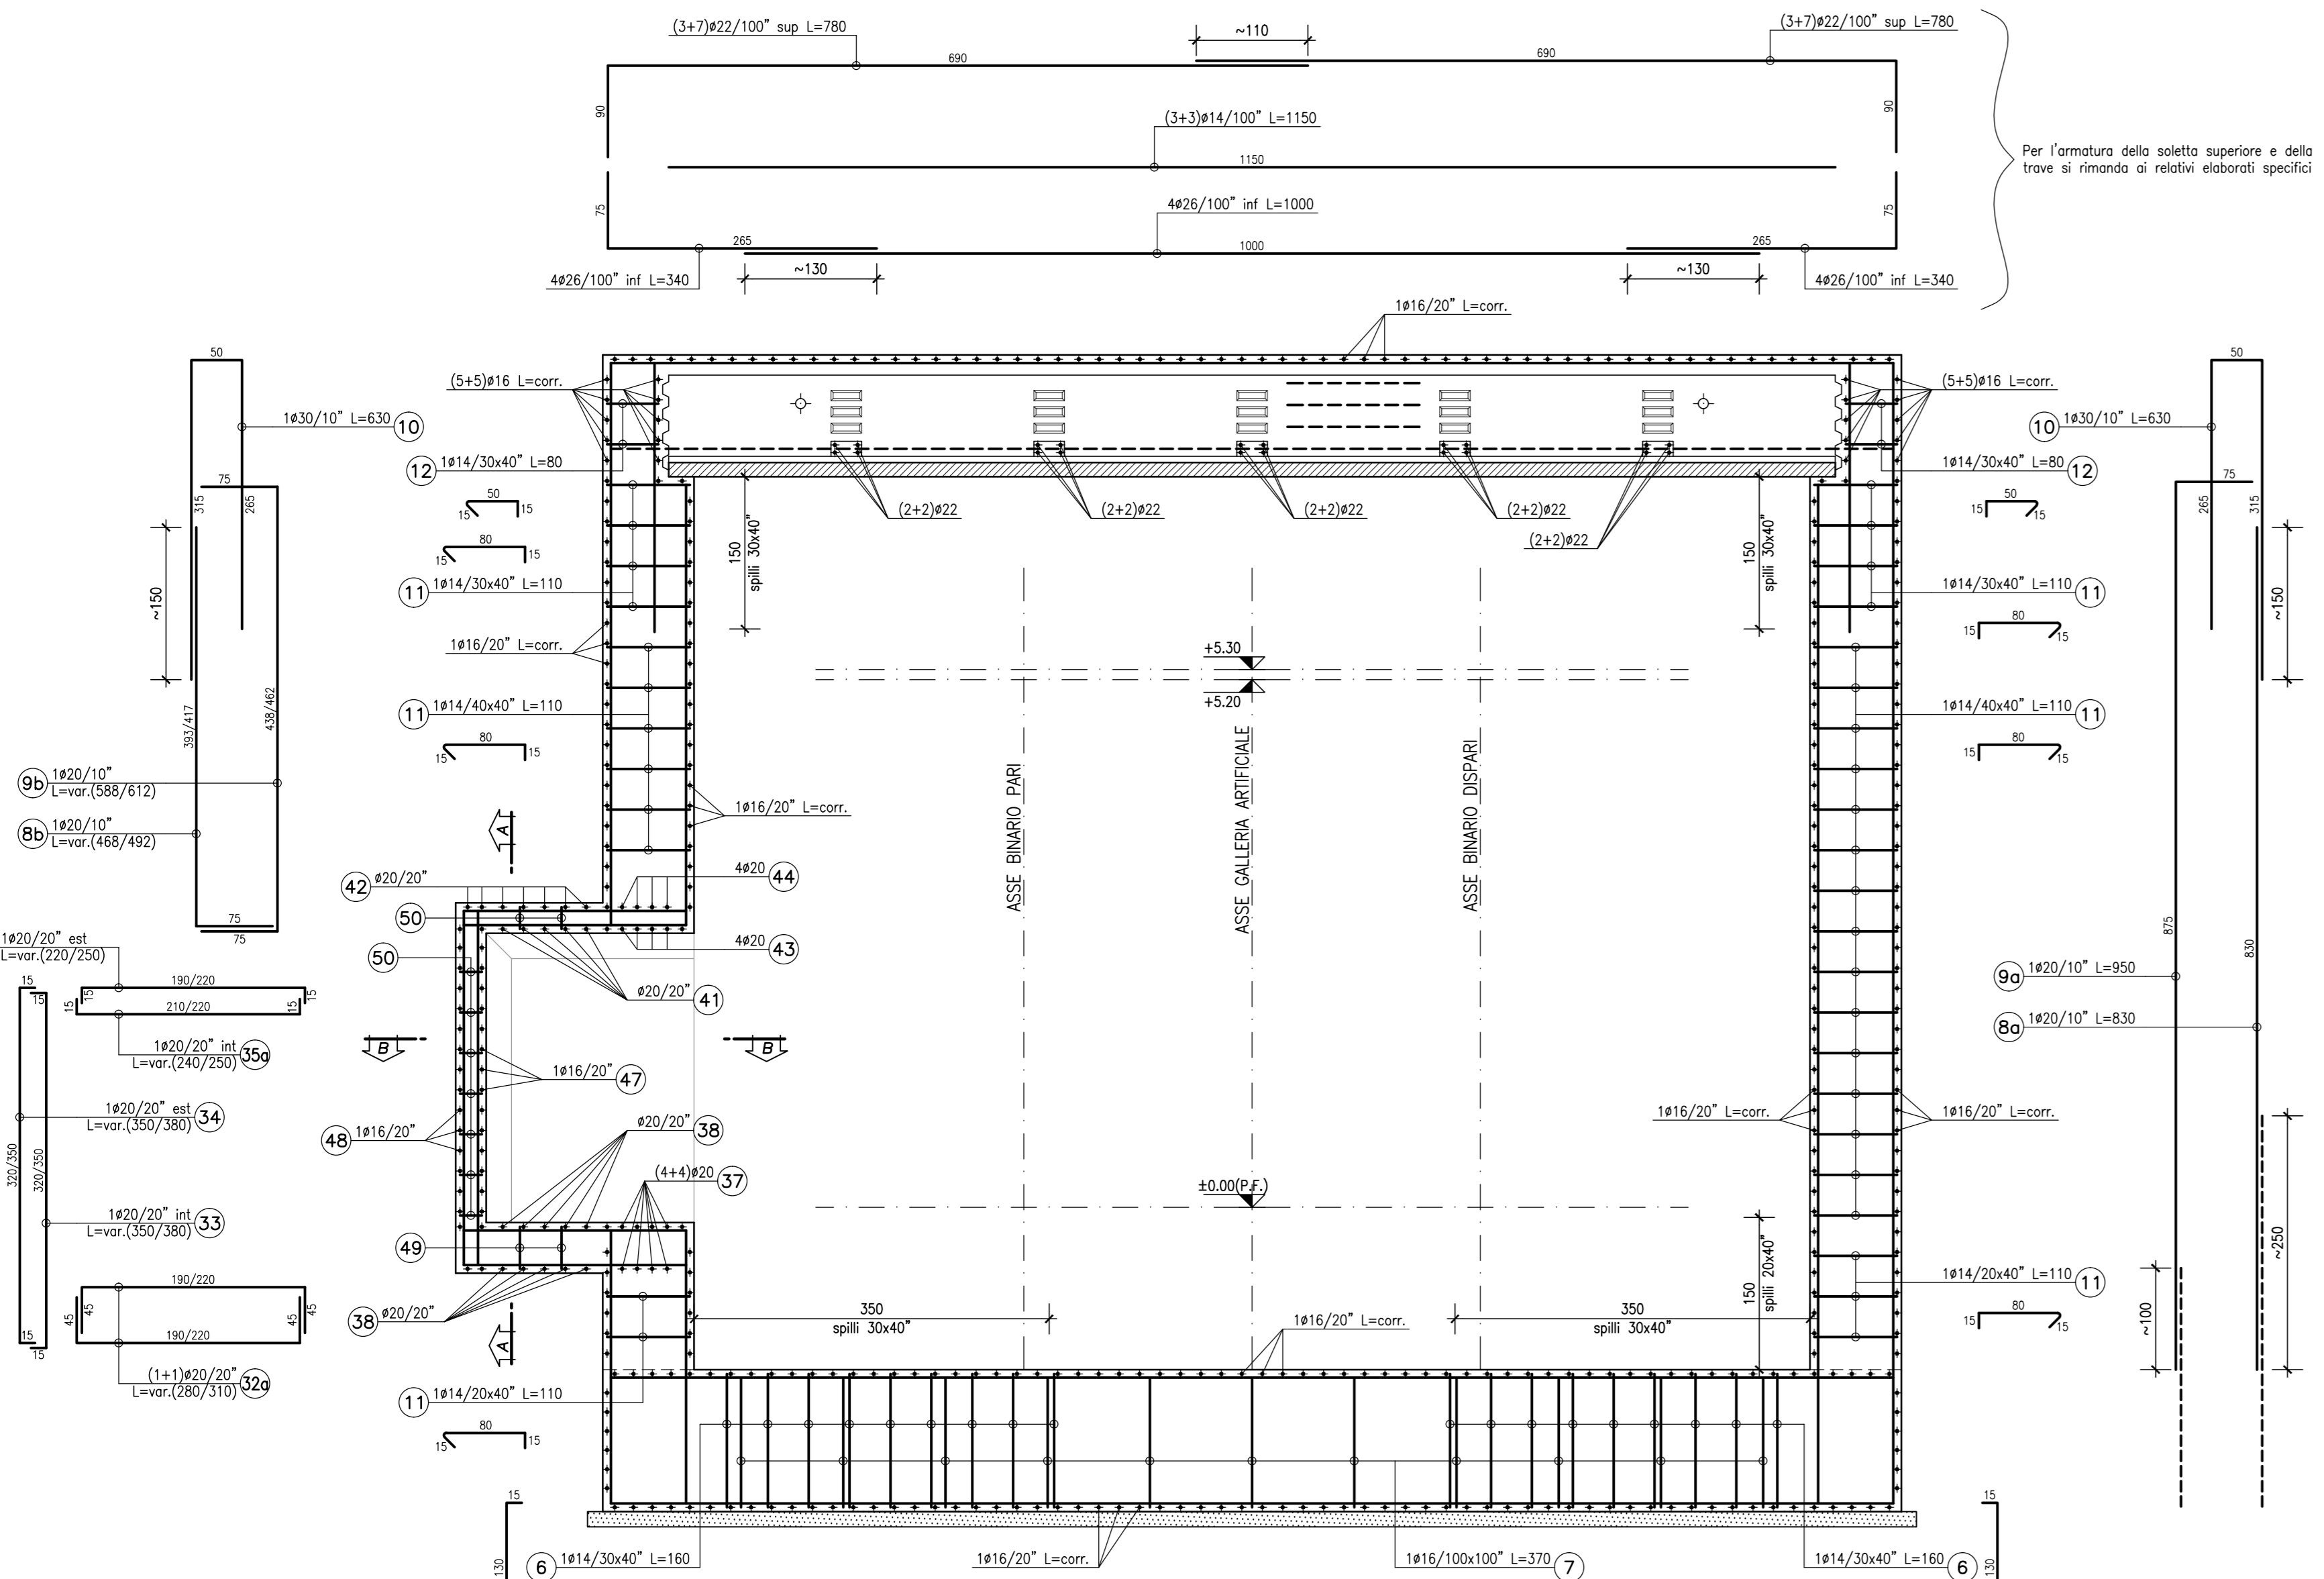 (3+7)ø22/100" sup L=780
~110
(3+7)ø22/100" sup L=780
690
690
90
90
(3+3)ø14/100" L=1150
1150
Per l'armatura della soletta superiore e della
trave si rimanda ai relativi elaborati specifici
75
75
4ø26/100" inf L=1000
265
1000
265
~130
~130
4ø26/100" inf L=340
4ø26/100" inf L=340
1ø16/20" L=corr.
50
(5+5)ø16 L=corr.
(5+5)ø16 L=corr.
50
1ø30/10" L=630 10
10 1ø30/10" L=630
12 1ø14/30x40" L=80
1ø14/30x40" L=80 12
75
315
265
50
15
15
(2+2)ø22
(2+2)ø22
(2+2)ø22
(2+2)ø22
(2+2)ø22
50
15
15
75
265
315
80
15
15
150
spilli 30x40"
150
spilli 30x40"
~150
~150
11 1ø14/30x40" L=110
1ø14/30x40" L=110 11
80
15
15
1ø16/20" L=corr.
+5.30
+5.20
393/417
438/462
11 1ø14/40x40" L=110
1ø14/40x40" L=110 11
80
15
15
80
15
15
9b 1ø20/10"
L=var.(588/612)
8b 1ø20/10"
L=var.(468/492)
1ø16/20" L=corr.
A
ASSE BINARIO PARI
ASSE GALLERIA ARTIFICIALE
ASSE BINARIO DISPARI
42 ø20/20"
4ø20 44
50
75
75
4ø20 43
875
830
1ø20/20" est
L=var.(220/250)
50
9a 1ø20/10" L=950
15
15
190/220
15
15
210/220
15
15
ø20/20" 41
8a 1ø20/10" L=830
B
B
1ø20/20" int
L=var.(240/250) 35a
1ø16/20" 47
1ø20/20" est
L=var.(350/380) 34
48 1ø16/20"
ø20/20" 38
1ø16/20" L=corr.
1ø16/20" L=corr.
320/350
320/350
(4+4)ø20 37
±0.00(P.F.)
1ø20/20" int
L=var.(350/380) 33
49
~250
150
spilli 20x40"
1ø14/20x40" L=110 11
190/220
45
45
45
45
190/220
38 ø20/20"
350
spilli 30x40"
350
spilli 30x40"
1ø16/20" L=corr.
80
15
15
~100
15
15
A
(1+1)ø20/20"
L=var.(280/310) 32a
11 1ø14/20x40" L=110
80
15
15
15
130
15
130
6 1ø14/30x40" L=160
1ø16/20" L=corr.
1ø16/100x100" L=370 7
1ø14/30x40" L=160 6